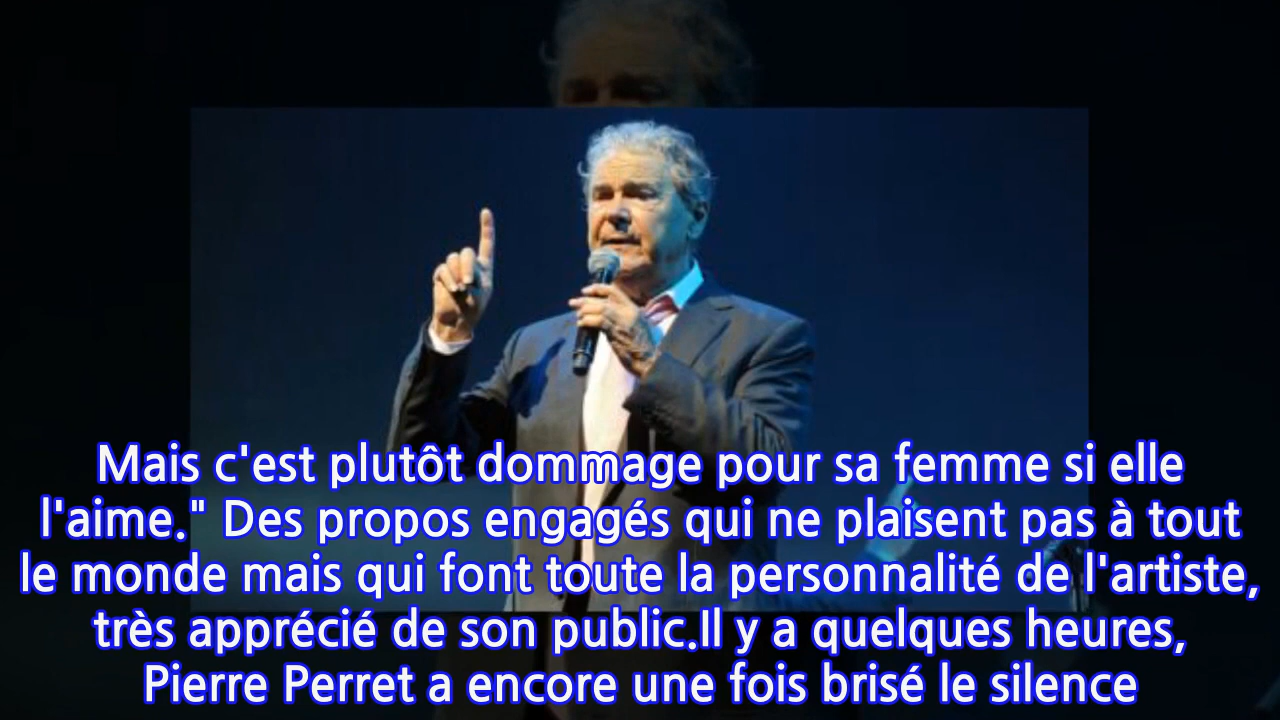 Mais c'est plutôt dommage pour sa femme si elle
l'aime." Des propos engagés qui ne plaisent pas à tout
le monde mais qui font toute la personnalité de l'artiste,
très apprécié de son public.Il y a quelques heures,
Pierre Perret a encore une fois brisé le silence